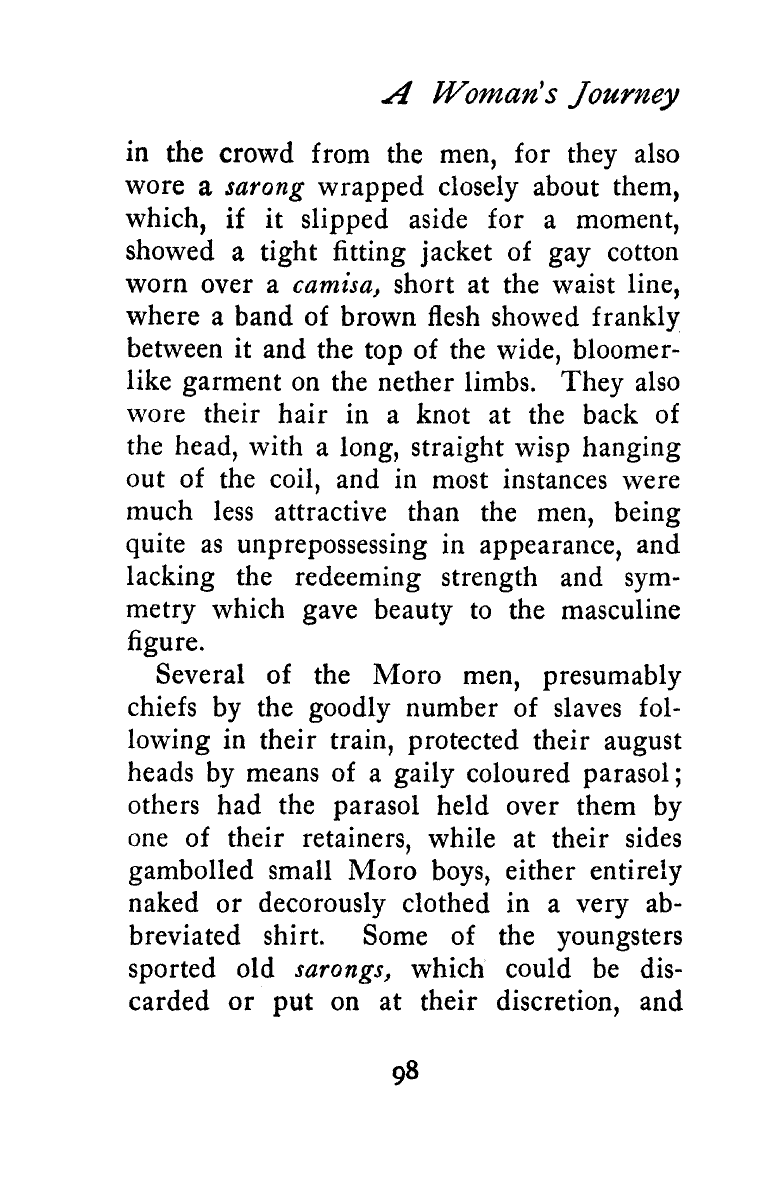 A Woman's Journey
in the crowd from the men, for they also
wore a sarong wrapped closely about them,
which, if it slipped aside for a moment,
showed a tight fitting jacket of gay cotton
worn over a camisa, short at the waist line,
where a band of brown flesh showed frankly
between it and the top of the wide, bloomer-
like garment on the nether limbs. They also
wore their hair in a knot at the back of
the head, with a long, straight wisp hanging
out of the coil, and in most instances were
much less attractive than the men, being
quite as unprepossessing in appearance, and
lacking the redeeming strength and sym-
metry which gave beauty to the masculine
figure.
Several of the Moro men, presumably
chiefs by the goodly number of slaves fol-
lowing in their train, protected their august
heads by means of a gaily coloured parasol;
others had the parasol held over them by
one of their retainers, while at their sides
gambolled small Moro boys, either entirely
naked or decorously clothed in a very ab-
breviated shirt. Some of the youngsters
sported old sarongs, which could be dis-
carded or put on at their discretion, and
98